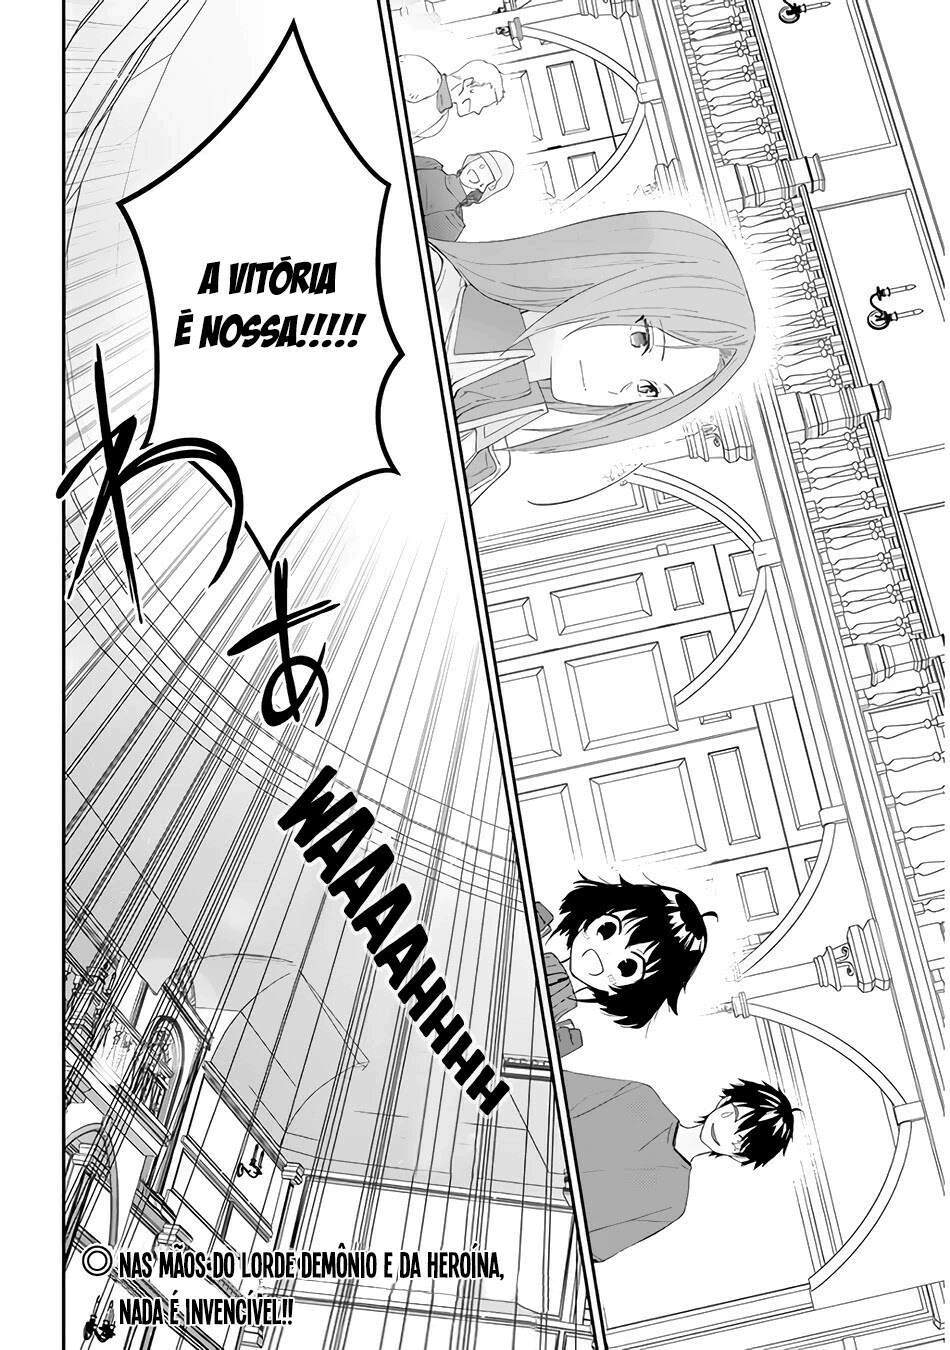 A VITÓRIA
É NOSSA!!!!!
わあ
WAAAAHHHH
NAS MÃOS DO LORDE DEMÔNIO E DA HEROÍNA,
NADA É INVENCÍVEL!!